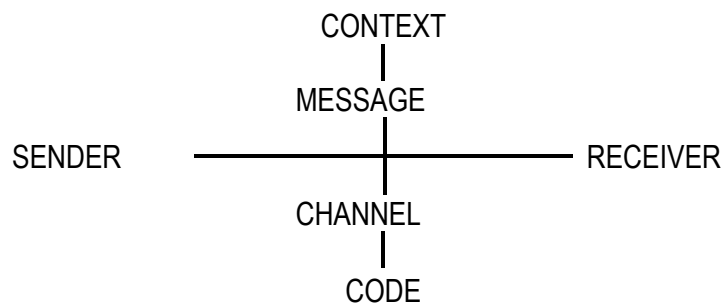 CONTEXT
MESSAGE
SENDER RECEIVER
CHANNEL
CODE